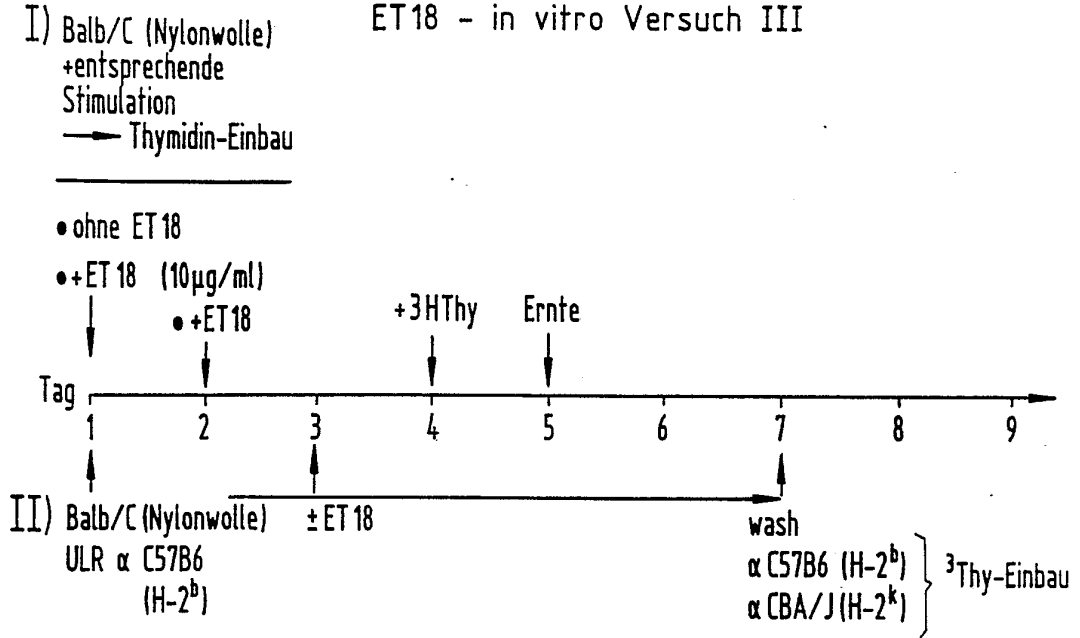 ET18 – in vitro Versuch III
I) Balb/C (Nylonwolle)
+entsprechende
Stimulation
→ Thymidin-Einbau
• ohne ET18
• +ET18 (10µg/ml)
• +ET18
+3HThy
Ernte
Tag
1 2 3 4 5 6 7 8 9
II) Balb/C (Nylonwolle)
ULR α C57B6
(H-2ᵇ)
±ET18
wash
α C57B6 (H-2ᵇ)
α CBA/J (H-2ᵏ)
³Thy-Einbau